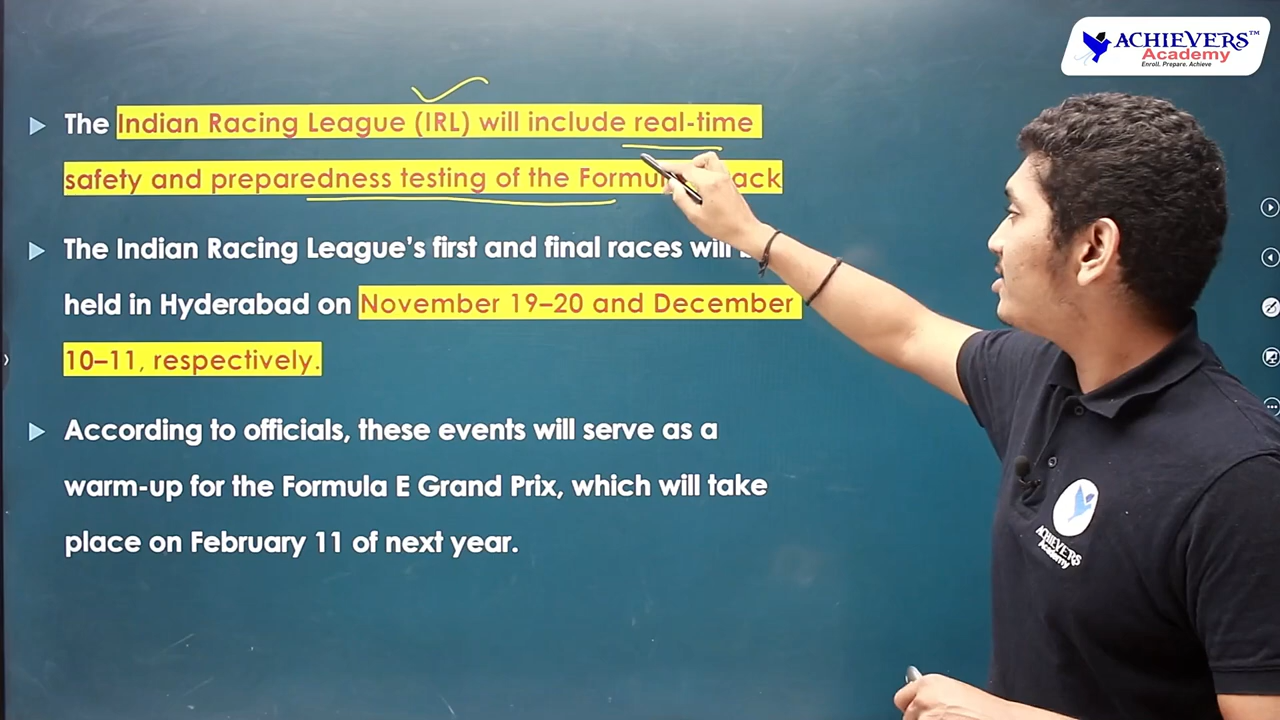 ACHIEVERS™
Academy
Enroll. Prepare. Achieve
The Indian Racing League (IRL) will include real-time
safety and preparedness testing of the
The Indian Racing League's first and final races will
held in Hyderabad on November 19–20 and December
10–11, respectively.
According to officials, these events will serve as a
warm-up for the Formula E Grand Prix, which will take
place on February 11 of next year.
ACHIEVERS
Academy